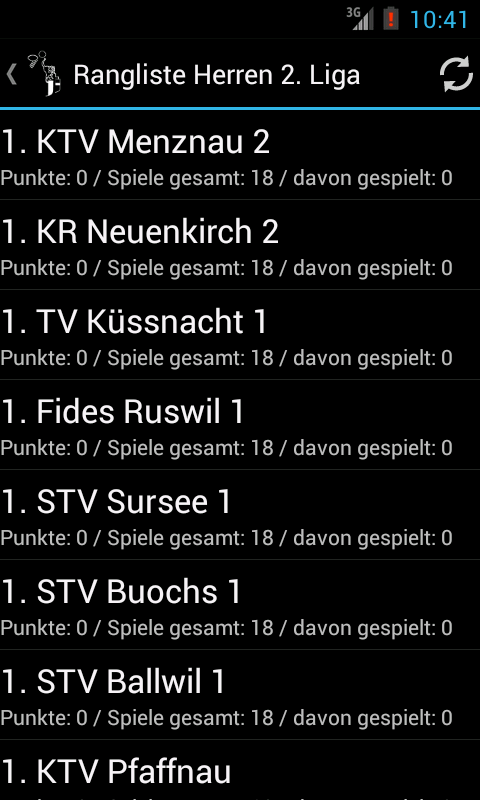 3G 10:41
Rangliste Herren 2. Liga
1. KTV Menznau 2
Punkte: 0 / Spiele gesamt: 18 / davon gespielt: 0
1. KR Neuenkirch 2
Punkte: 0 / Spiele gesamt: 18 / davon gespielt: 0
1. TV Küssnacht 1
Punkte: 0 / Spiele gesamt: 18 / davon gespielt: 0
1. Fides Ruswil 1
Punkte: 0 / Spiele gesamt: 18 / davon gespielt: 0
1. STV Sursee 1
Punkte: 0 / Spiele gesamt: 18 / davon gespielt: 0
1. STV Buochs 1
Punkte: 0 / Spiele gesamt: 18 / davon gespielt: 0
1. STV Ballwil 1
Punkte: 0 / Spiele gesamt: 18 / davon gespielt: 0
1. KTV Pfaffnau